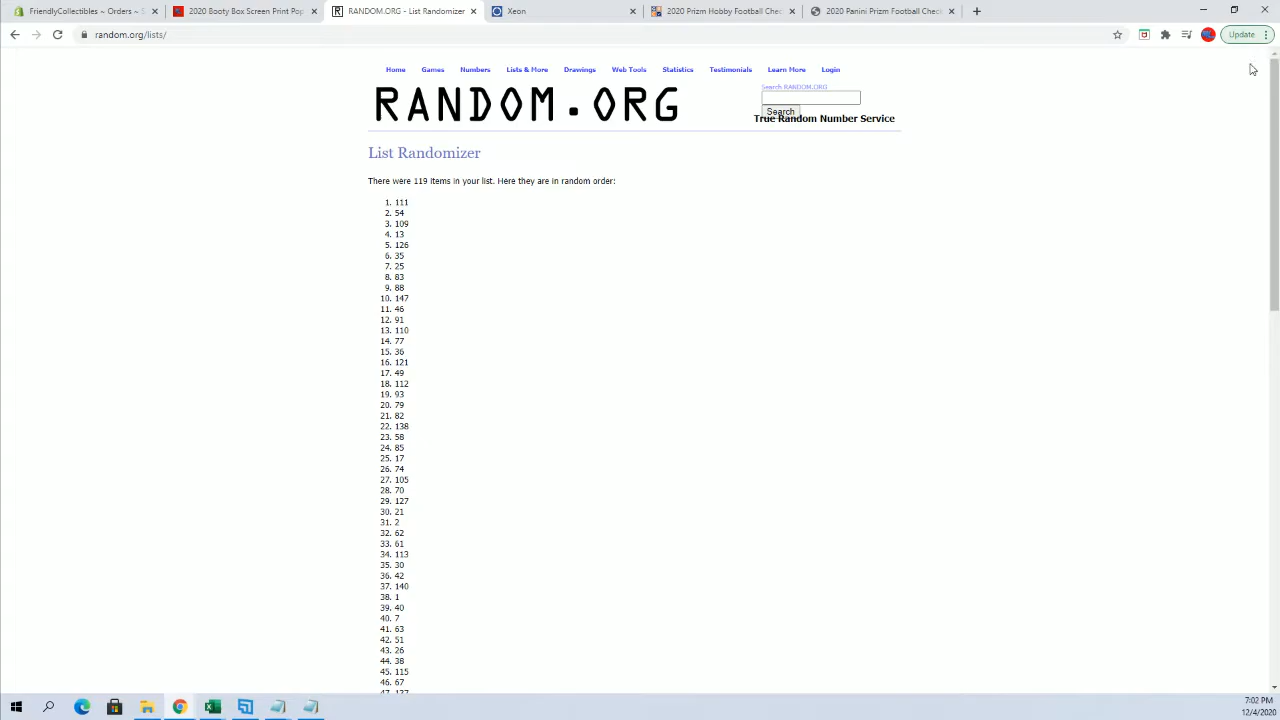 FriendlyCollectibles ~ Orders ~ S
2020 Booty Box Screen Print Pop
RANDOM.ORG - List Randomizer
Xeon
2020 Prizm Hobby Football Chec
2020 Panini Prizm Football Chec
random.org/lists/
Update
Home Games Numbers Lists & More Drawings Web Tools Statistics Testimonials Learn More Login
RANDOM.ORG
Search RANDOM.ORG
Search
True Random Number Service
List Randomizer
There were 119 items in your list. Here they are in random order:
1. 111
2. 54
3. 109
4. 13
5. 126
6. 35
7. 25
8. 83
9. 88
10. 147
11. 46
12. 91
13. 110
14. 77
15. 36
16. 121
17. 49
18. 112
19. 93
20. 79
21. 82
22. 138
23. 58
24. 85
25. 17
26. 74
27. 105
28. 70
29. 127
30. 21
31. 2
32. 62
33. 61
34. 113
35. 30
36. 42
37. 140
38. 1
39. 40
40. 7
41. 63
42. 51
43. 26
44. 38
45. 115
46. 67
7:02 PM
12/4/2020